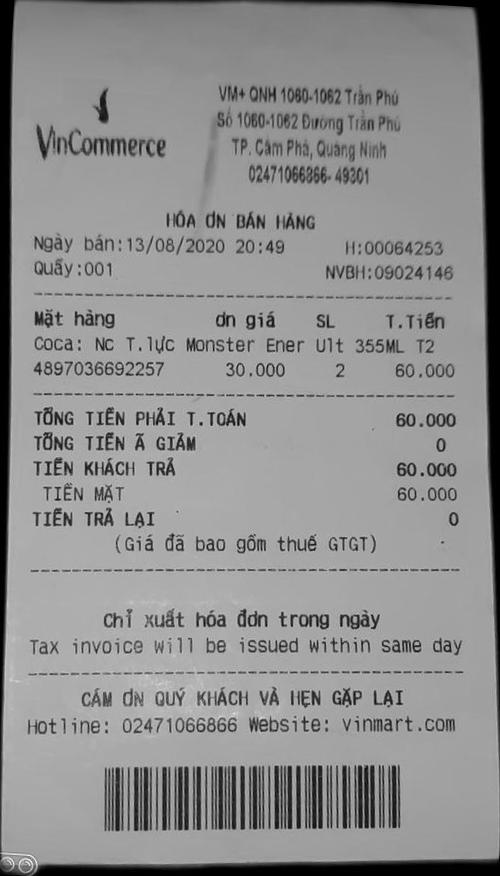 VinCommerce
VM+ QNH 1060-1062 Trần Phú
Số 1060-1062 Đường Trần Phú
TP. Cẩm Phả, Quảng Ninh
02471066866- 49301
HÓA ƠN BÁN HÀNG
Ngày bán:13/08/2020 20:49 H:00064253
Quầy:001 NVBH:09024146
Mặt hàng ơn giá SL T.Tiền
Coca: Nc T.lực Monster Ener Ult 355ML T2
4897036692257 30.000 2 60.000
TỔNG TIỀN PHẢI T.TOÁN 60.000
TỔNG TIỀN Ã GIẢM 0
TIỀN KHÁCH TRẢ 60.000
TIỀN MẶT 60.000
TIỀN TRẢ LẠI 0
(Giá đã bao gồm thuế GTGT)
Chỉ xuất hóa đơn trong ngày
Tax invoice will be issued within same day
CÁM ƠN QUÝ KHÁCH VÀ HẸN GẶP LẠI
Hotline: 02471066866 Website: vinmart.com